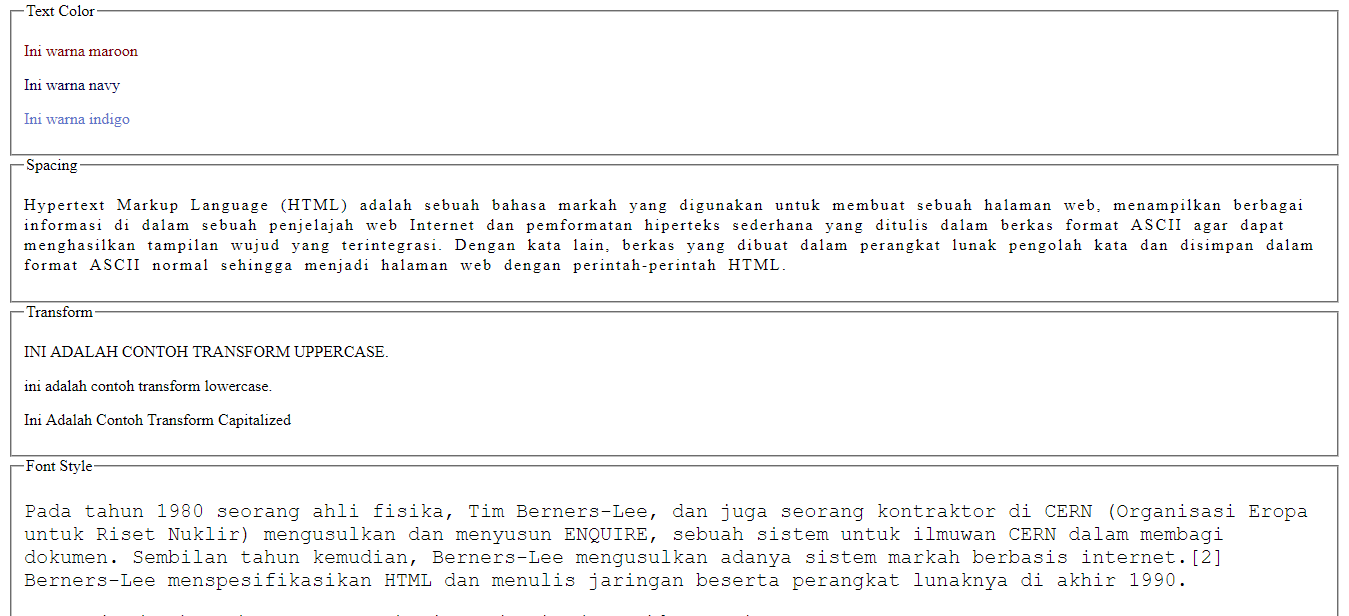 Text Color
Ini warna maroon
Ini warna navy
Ini warna indigo
Spacing
Hypertext Markup Language (HTML) adalah sebuah bahasa markah yang digunakan untuk membuat sebuah halaman web, menampilkan berbagai
informasi di dalam sebuah penjelajah web Internet dan pemformatan hiperteks sederhana yang ditulis dalam berkas format ASCII agar dapat
menghasilkan tampilan wujud yang terintegrasi. Dengan kata lain, berkas yang dibuat dalam perangkat lunak pengolah kata dan disimpan dalam
format ASCII normal sehingga menjadi halaman web dengan perintah-perintah HTML.
Transform
INI ADALAH CONTOH TRANSFORM UPPERCASE.
ini adalah contoh transform lowercase.
Ini Adalah Contoh Transform Capitalized
Font Style
Pada tahun 1980 seorang ahli fisika, Tim Berners-Lee, dan juga seorang kontraktor di CERN (Organisasi Eropa
untuk Riset Nuklir) mengusulkan dan menyusun ENQUIRE, sebuah sistem untuk ilmuwan CERN dalam membagi
dokumen. Sembilan tahun kemudian, Berners-Lee mengusulkan adanya sistem markah berbasis internet.[2]
Berners-Lee menspesifikasikan HTML dan menulis jaringan beserta perangkat lunaknya di akhir 1990.